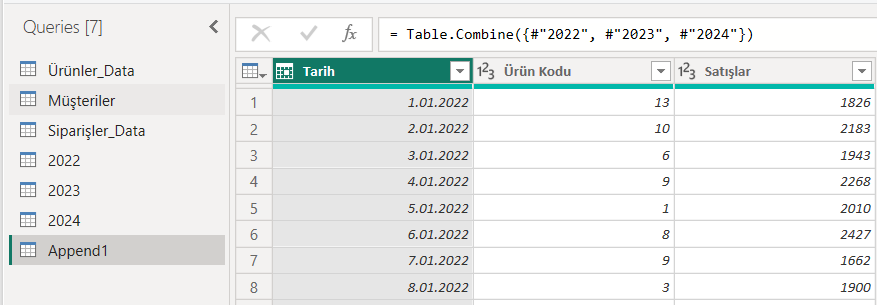 Queries [7]
Ürünler_Data
Müşteriler
Siparişler_Data
2022
2023
2024
Append1
fx = Table.Combine({#"2022", #"2023", #"2024"})
Tarih 1²3 Ürün Kodu 1²3 Satışlar
1 1.01.2022 13 1826
2 2.01.2022 10 2183
3 3.01.2022 6 1943
4 4.01.2022 9 2268
5 5.01.2022 1 2010
6 6.01.2022 8 2427
7 7.01.2022 9 1662
8 8.01.2022 3 1900